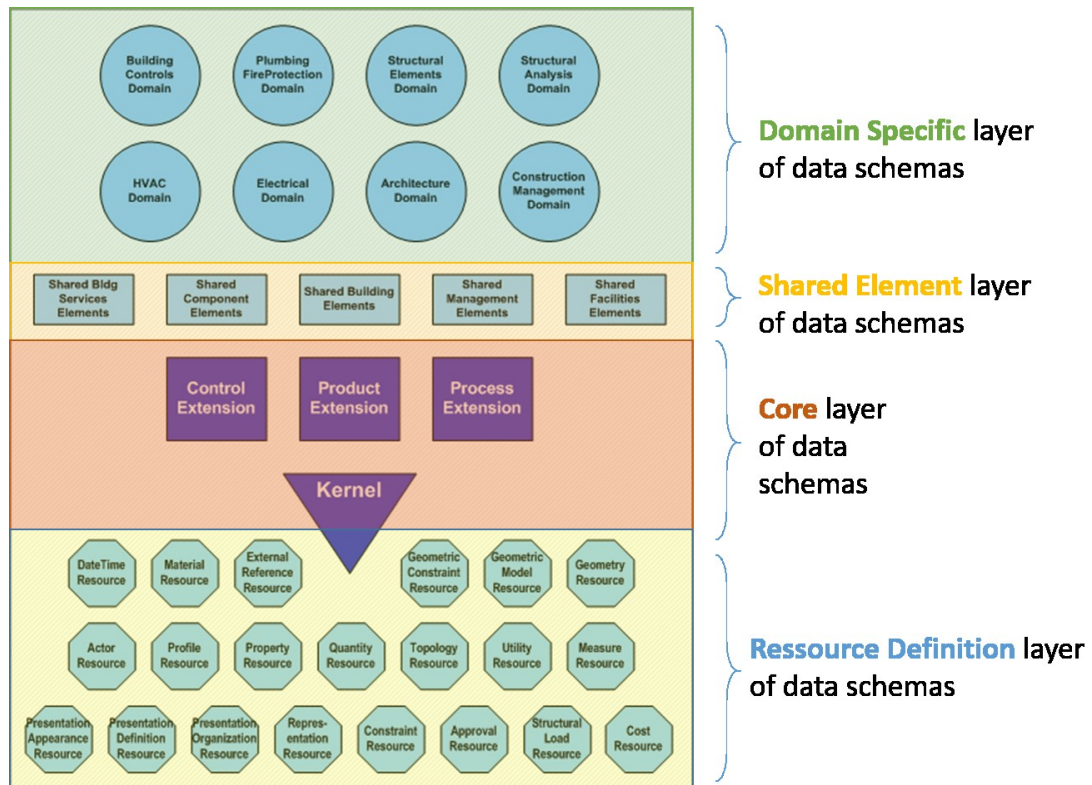 Building
Controls
Domain
Plumbing
FireProtection
Domain
Structural
Elements
Domain
Structural
Analysis
Domain
HVAC
Domain
Electrical
Domain
Architecture
Domain
Construction
Management
Domain
Domain Specific layer
of data schemas
Shared Bldg
Services
Elements
Shared
Component
Elements
Shared Building
Elements
Shared
Management
Elements
Shared
Facilities
Elements
Shared Element layer
of data schemas
Control
Extension
Product
Extension
Process
Extension
Kernel
Core layer
of data
schemas
DateTime
Resource
Material
Resource
External
Reference
Resource
Geometric
Constraint
Resource
Geometric
Model
Resource
Geometry
Resource
Actor
Resource
Profile
Resource
Property
Resource
Quantity
Resource
Topology
Resource
Utility
Resource
Measure
Resource
Presentation
Appearance
Resource
Presentation
Definition
Resource
Presentation
Organization
Resource
Repres-
entation
Resource
Constraint
Resource
Approval
Resource
Structural
Load
Resource
Cost
Resource
Ressource Definition layer
of data schemas